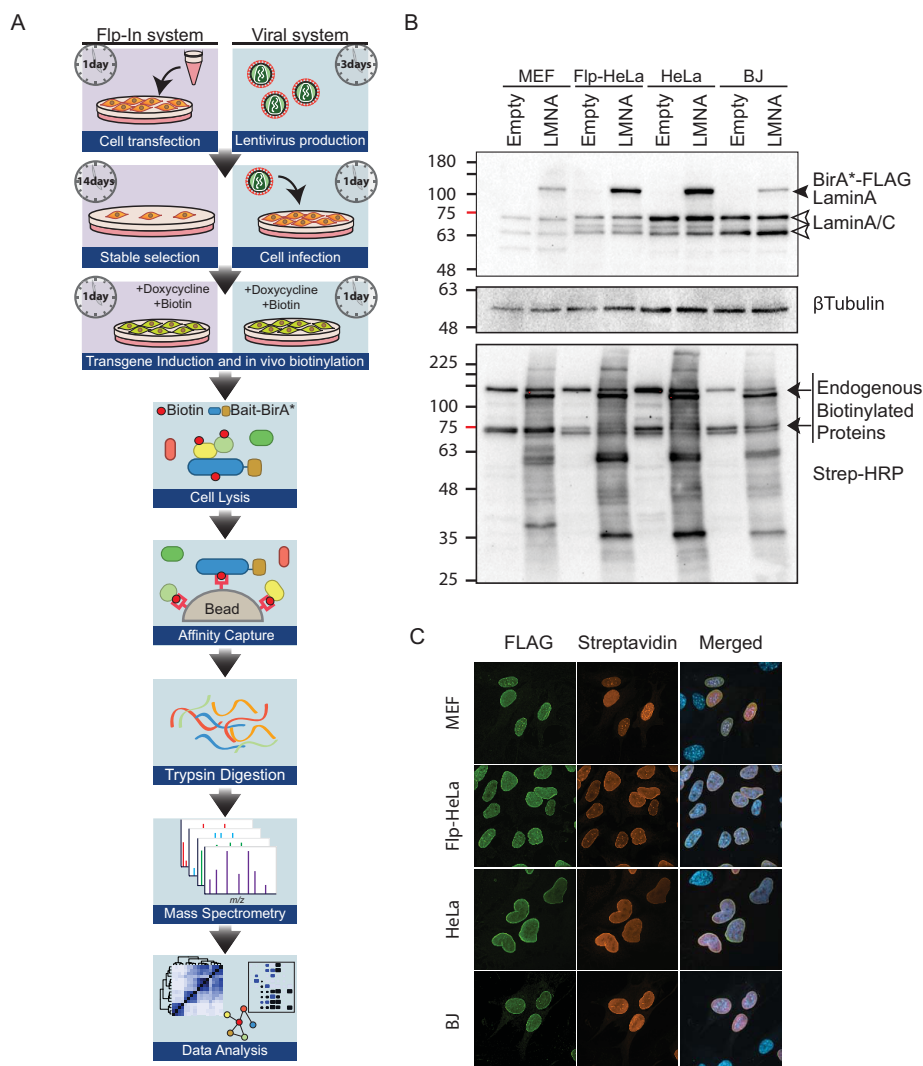 A
Flp-In system
Viral system
1day
3days
Cell transfection
Lentivirus production
14days
1day
Stable selection
Cell infection
1day
+Doxycycline
+Biotin
+Doxycycline
+Biotin
1day
Transgene Induction and in vivo biotinylation
Biotin
Bait-BirA*
Cell Lysis
Bead
Affinity Capture
Trypsin Digestion
m/z
Mass Spectrometry
Data Analysis
B
MEF
Flp-HeLa
HeLa
BJ
Empty
LMNA
Empty
LMNA
Empty
LMNA
Empty
LMNA
180
100
75
63
48
BirA*-FLAG
LaminA
LaminA/C
63
48
βTubulin
225
100
75
63
48
35
25
Endogenous
Biotinylated
Proteins
Strep-HRP
C
FLAG
Streptavidin
Merged
MEF
Flp-HeLa
HeLa
BJ